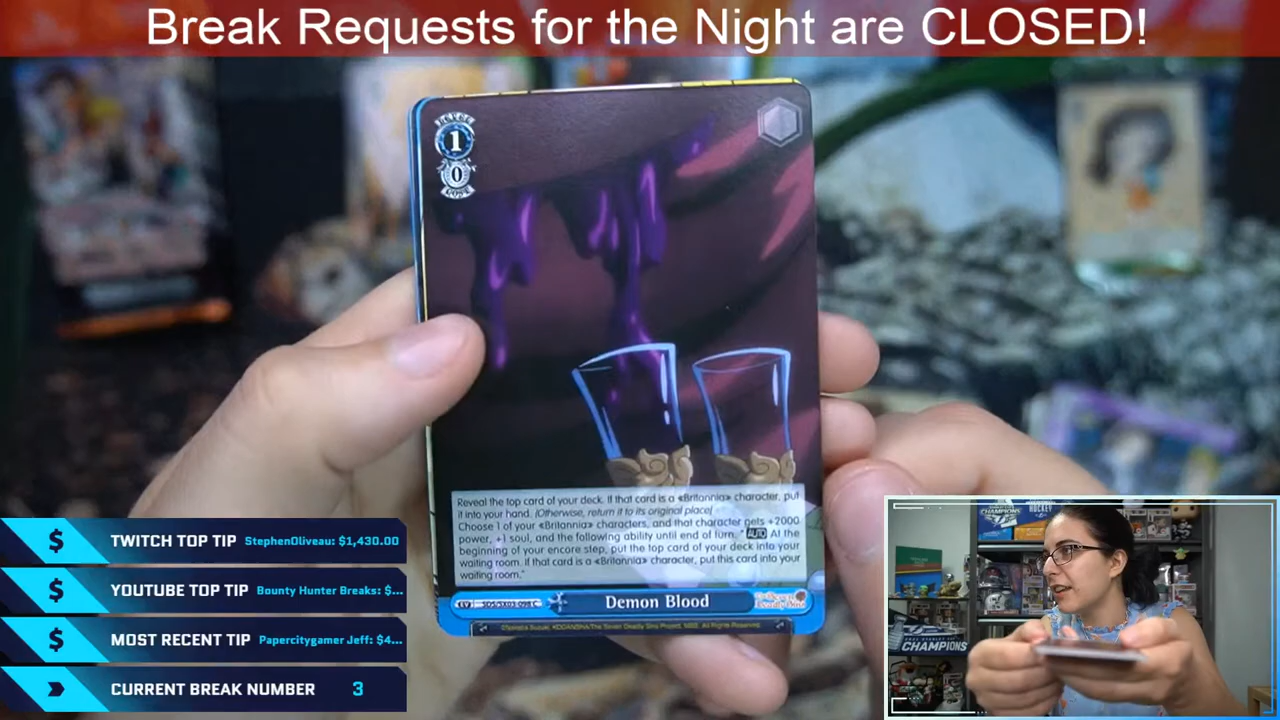 Break Requests for the Night are CLOSED!
1
0
Reveal the top card of your deck. If that card is a «Britannia» character, put
it into your hand. (Otherwise, return it to its original place)
Choose 1 of your «Britannia» characters, and that character gets +2000
power, +1 soul, and the following ability until end of turn. "AUTO At the
beginning of your encore step, put the top card of your deck into your
waiting room. If that card is a «Britannia» character, put this card into your
waiting room."
Demon Blood
TWITCH TOP TIP StephenOliveau: $1,430.00
YOUTUBE TOP TIP Bounty Hunter Breaks: $...
MOST RECENT TIP Papercitygamer Jeff: $4...
CURRENT BREAK NUMBER 3
HOCKEY
CHAMPIONS
CHAMPIONS